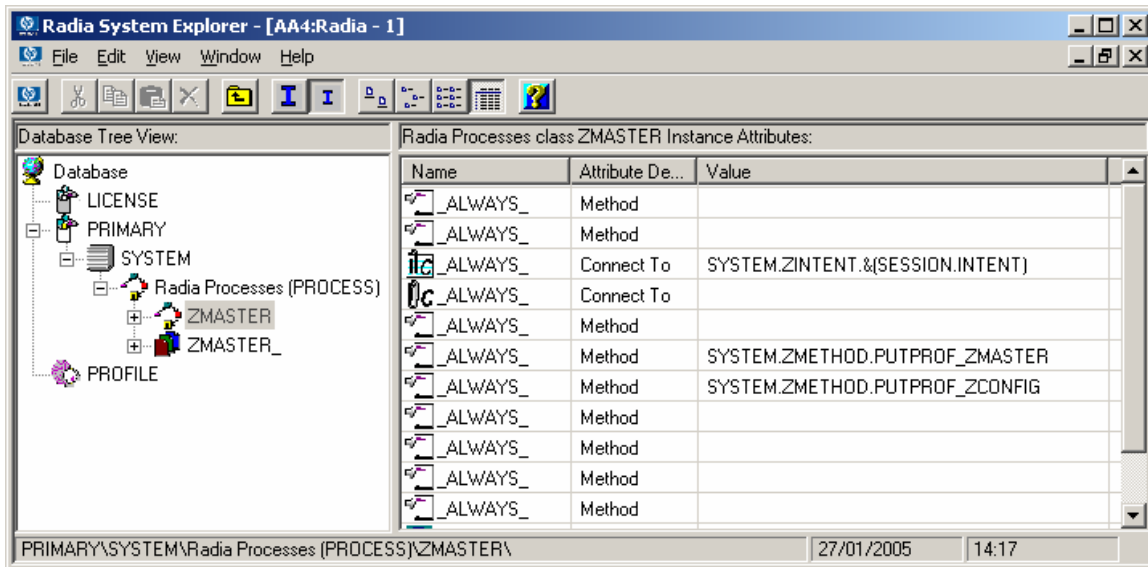 Radia System Explorer - [AA4:Radia - 1]
File Edit View Window Help
Database Tree View:
Radia Processes class ZMASTER Instance Attributes:
Database
LICENSE
PRIMARY
SYSTEM
Radia Processes (PROCESS)
ZMASTER
ZMASTER_
PROFILE
Name Attribute De... Value
_ALWAYS_ Method
_ALWAYS_ Method
_ALWAYS_ Connect To SYSTEM.ZINTENT.&(SESSION.INTENT)
_ALWAYS_ Connect To
_ALWAYS_ Method
_ALWAYS_ Method SYSTEM.ZMETHOD.PUTPROF_ZMASTER
_ALWAYS_ Method SYSTEM.ZMETHOD.PUTPROF_ZCONFIG
_ALWAYS_ Method
_ALWAYS_ Method
_ALWAYS_ Method
_ALWAYS_ Method
PRIMARY\SYSTEM\Radia Processes (PROCESS)\ZMASTER\ 27/01/2005 14:17